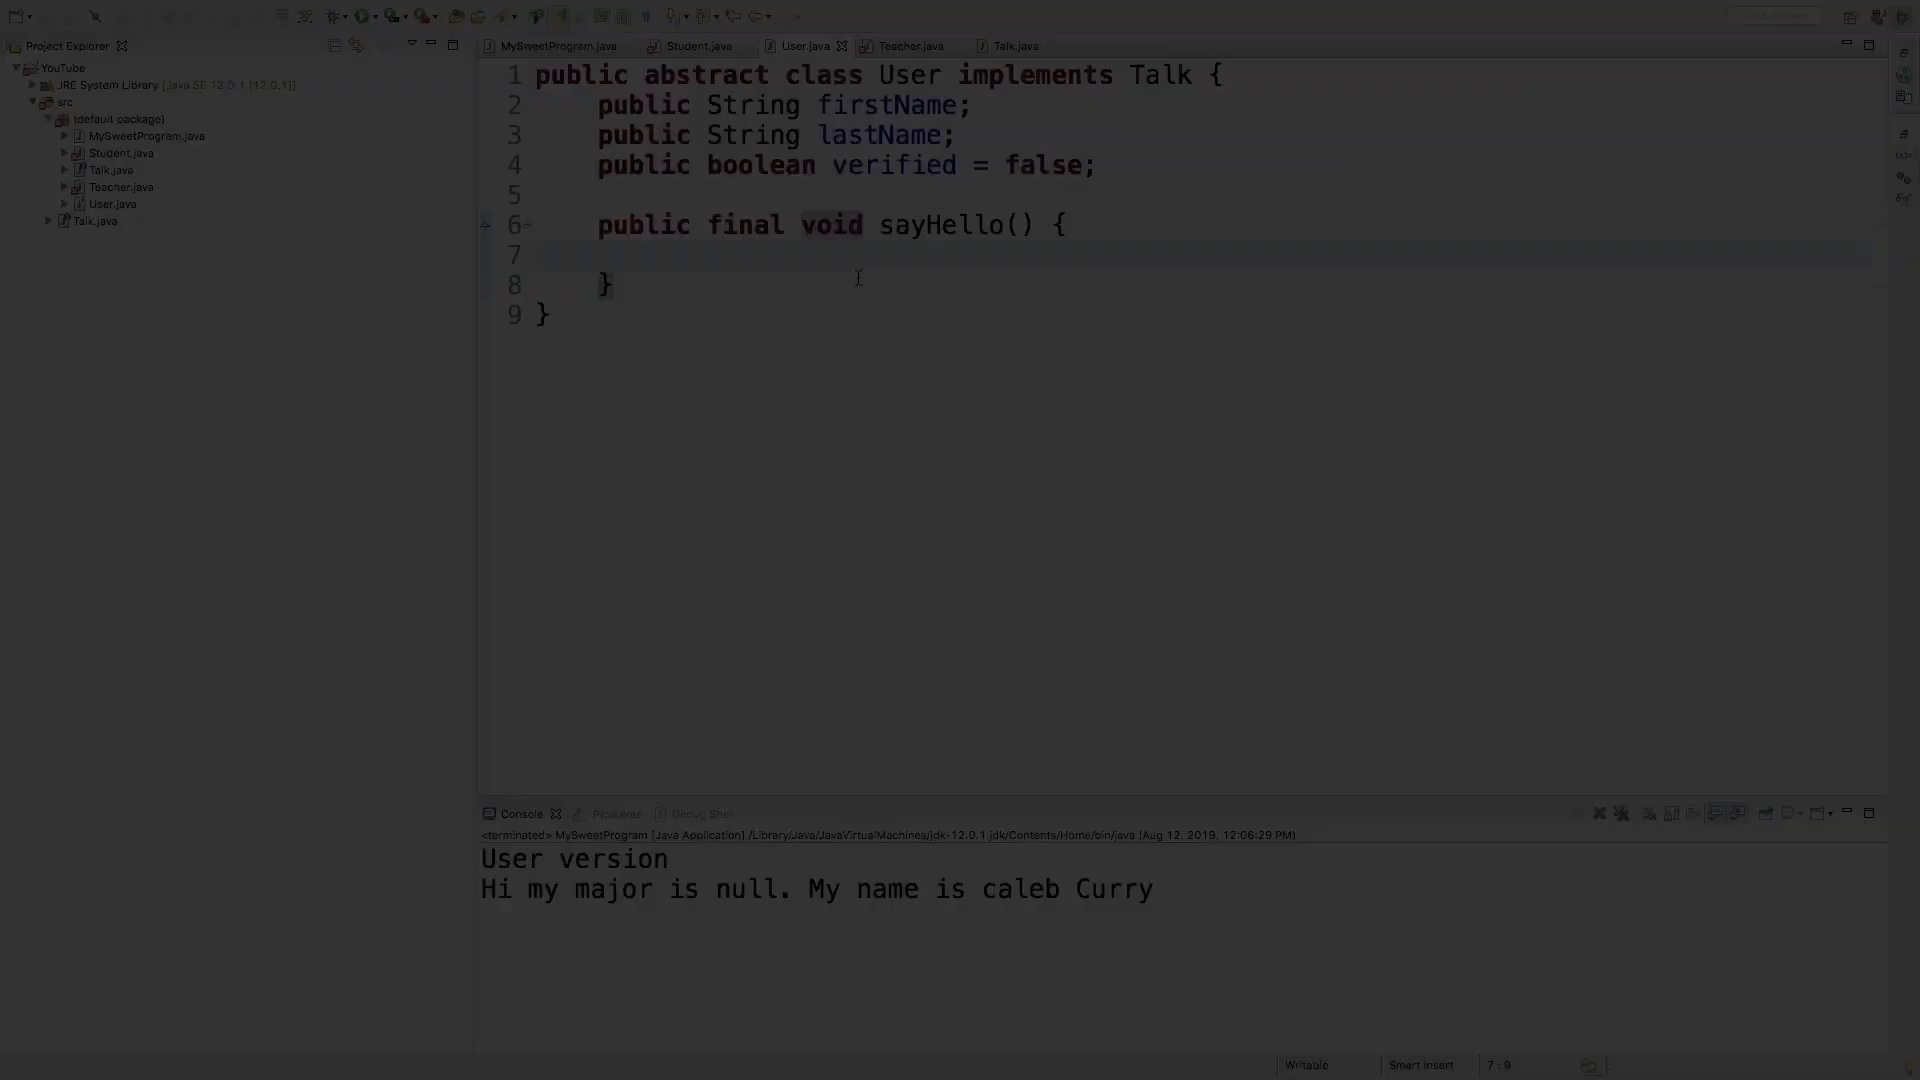 Project Explorer
YouTube
JRE System Library [Java SE 12.0.1 [12.0.1]]
src
(default package)
MySweetProgram.java
Student.java
Talk.java
Teacher.java
User.java
Talk.java
MySweetProgram.java Student.java User.java Teacher.java Talk.java
1 public abstract class User implements Talk {
2 public String firstName;
3 public String lastName;
4 public boolean verified = false;
5
6 public final void sayHello() {
7
8 }
9 }
Console Problems Debug Shell
<terminated> MySweetProgram [Java Application] /Library/Java/JavaVirtualMachines/jdk-12.0.1.jdk/Contents/Home/bin/java (Aug 12, 2019, 12:06:29 PM)
User version
Hi my major is null. My name is caleb Curry
Writable Smart Insert 7 : 9